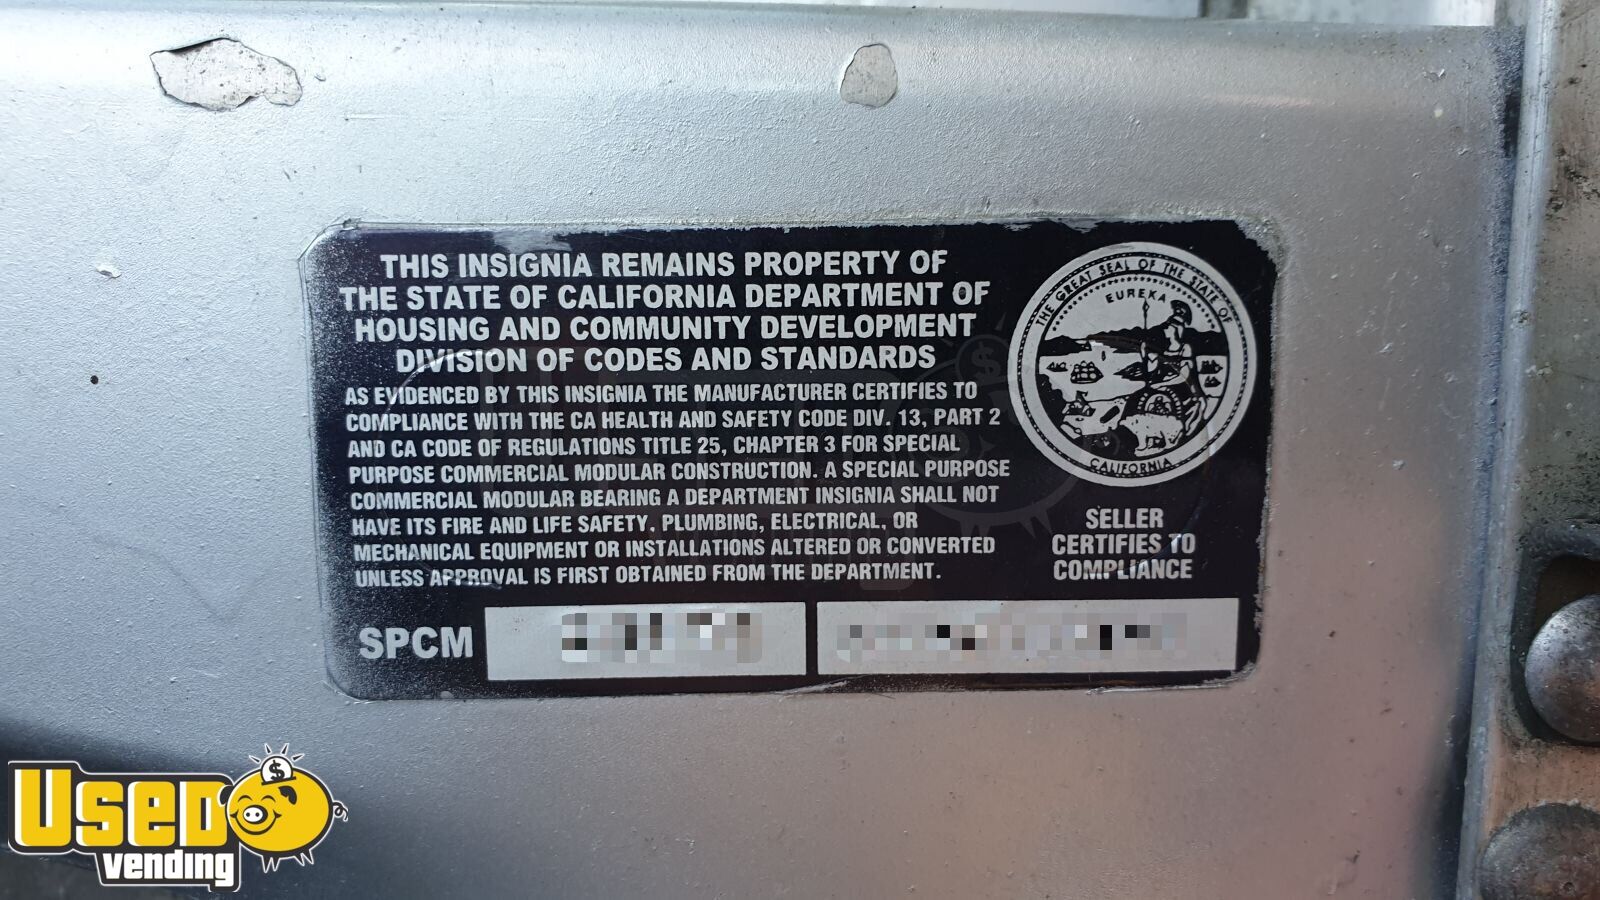 THIS INSIGNIA REMAINS PROPERTY OF
THE STATE OF CALIFORNIA DEPARTMENT OF
HOUSING AND COMMUNITY DEVELOPMENT
DIVISION OF CODES AND STANDARDS
AS EVIDENCED BY THIS INSIGNIA THE MANUFACTURER CERTIFIES TO
COMPLIANCE WITH THE CA HEALTH AND SAFETY CODE DIV. 13, PART 2
AND CA CODE OF REGULATIONS TITLE 25, CHAPTER 3 FOR SPECIAL
PURPOSE COMMERCIAL MODULAR CONSTRUCTION. A SPECIAL PURPOSE
COMMERCIAL MODULAR BEARING A DEPARTMENT INSIGNIA SHALL NOT
HAVE ITS FIRE AND LIFE SAFETY, PLUMBING, ELECTRICAL, OR
MECHANICAL EQUIPMENT OR INSTALLATIONS ALTERED OR CONVERTED
UNLESS APPROVAL IS FIRST OBTAINED FROM THE DEPARTMENT.
THE GREAT SEAL OF THE STATE OF
EUREKA
CALIFORNIA
SELLER
CERTIFIES TO
COMPLIANCE
SPCM
USED
vending
$